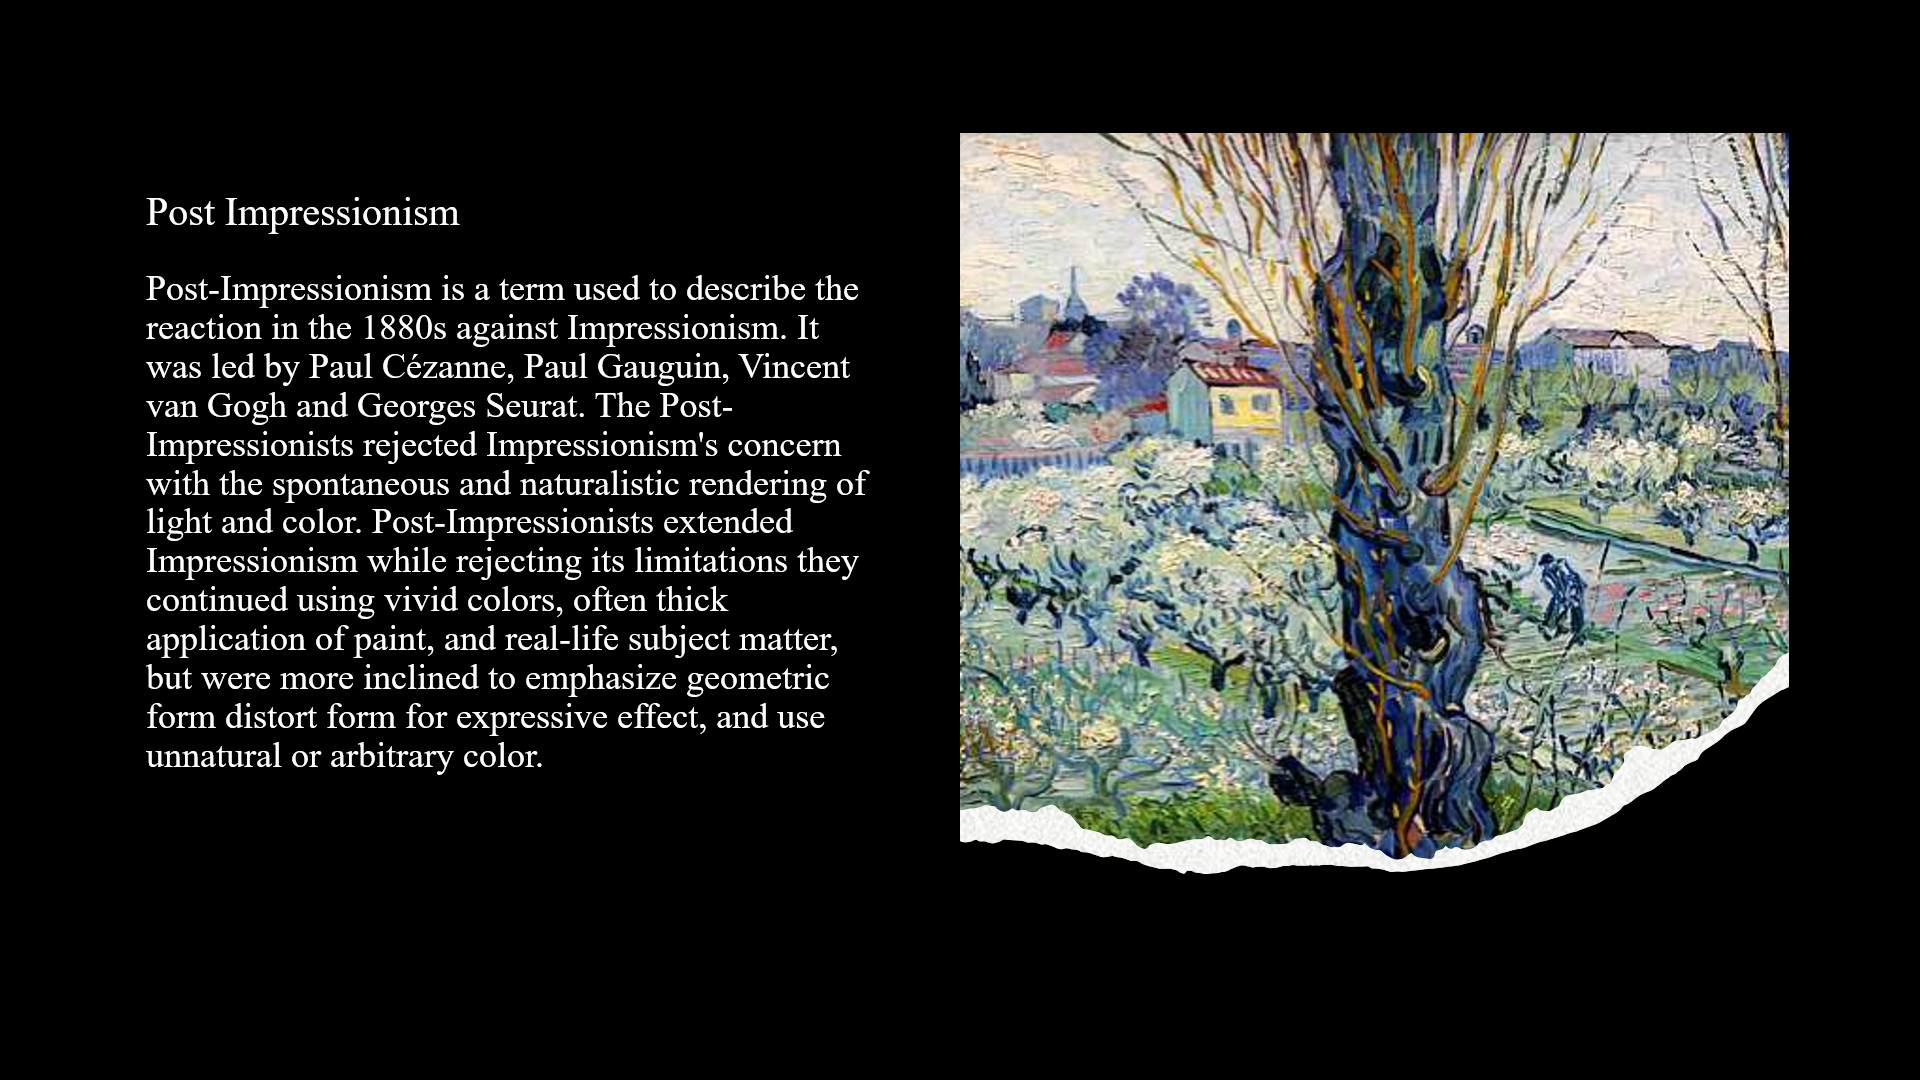 Post Impressionism
Post-Impressionism is a term used to describe the
reaction in the 1880s against Impressionism. It
was led by Paul Cézanne, Paul Gauguin, Vincent
van Gogh and Georges Seurat. The Post-
Impressionists rejected Impressionism's concern
with the spontaneous and naturalistic rendering of
light and color. Post-Impressionists extended
Impressionism while rejecting its limitations they
continued using vivid colors, often thick
application of paint, and real-life subject matter,
but were more inclined to emphasize geometric
form distort form for expressive effect, and use
unnatural or arbitrary color.